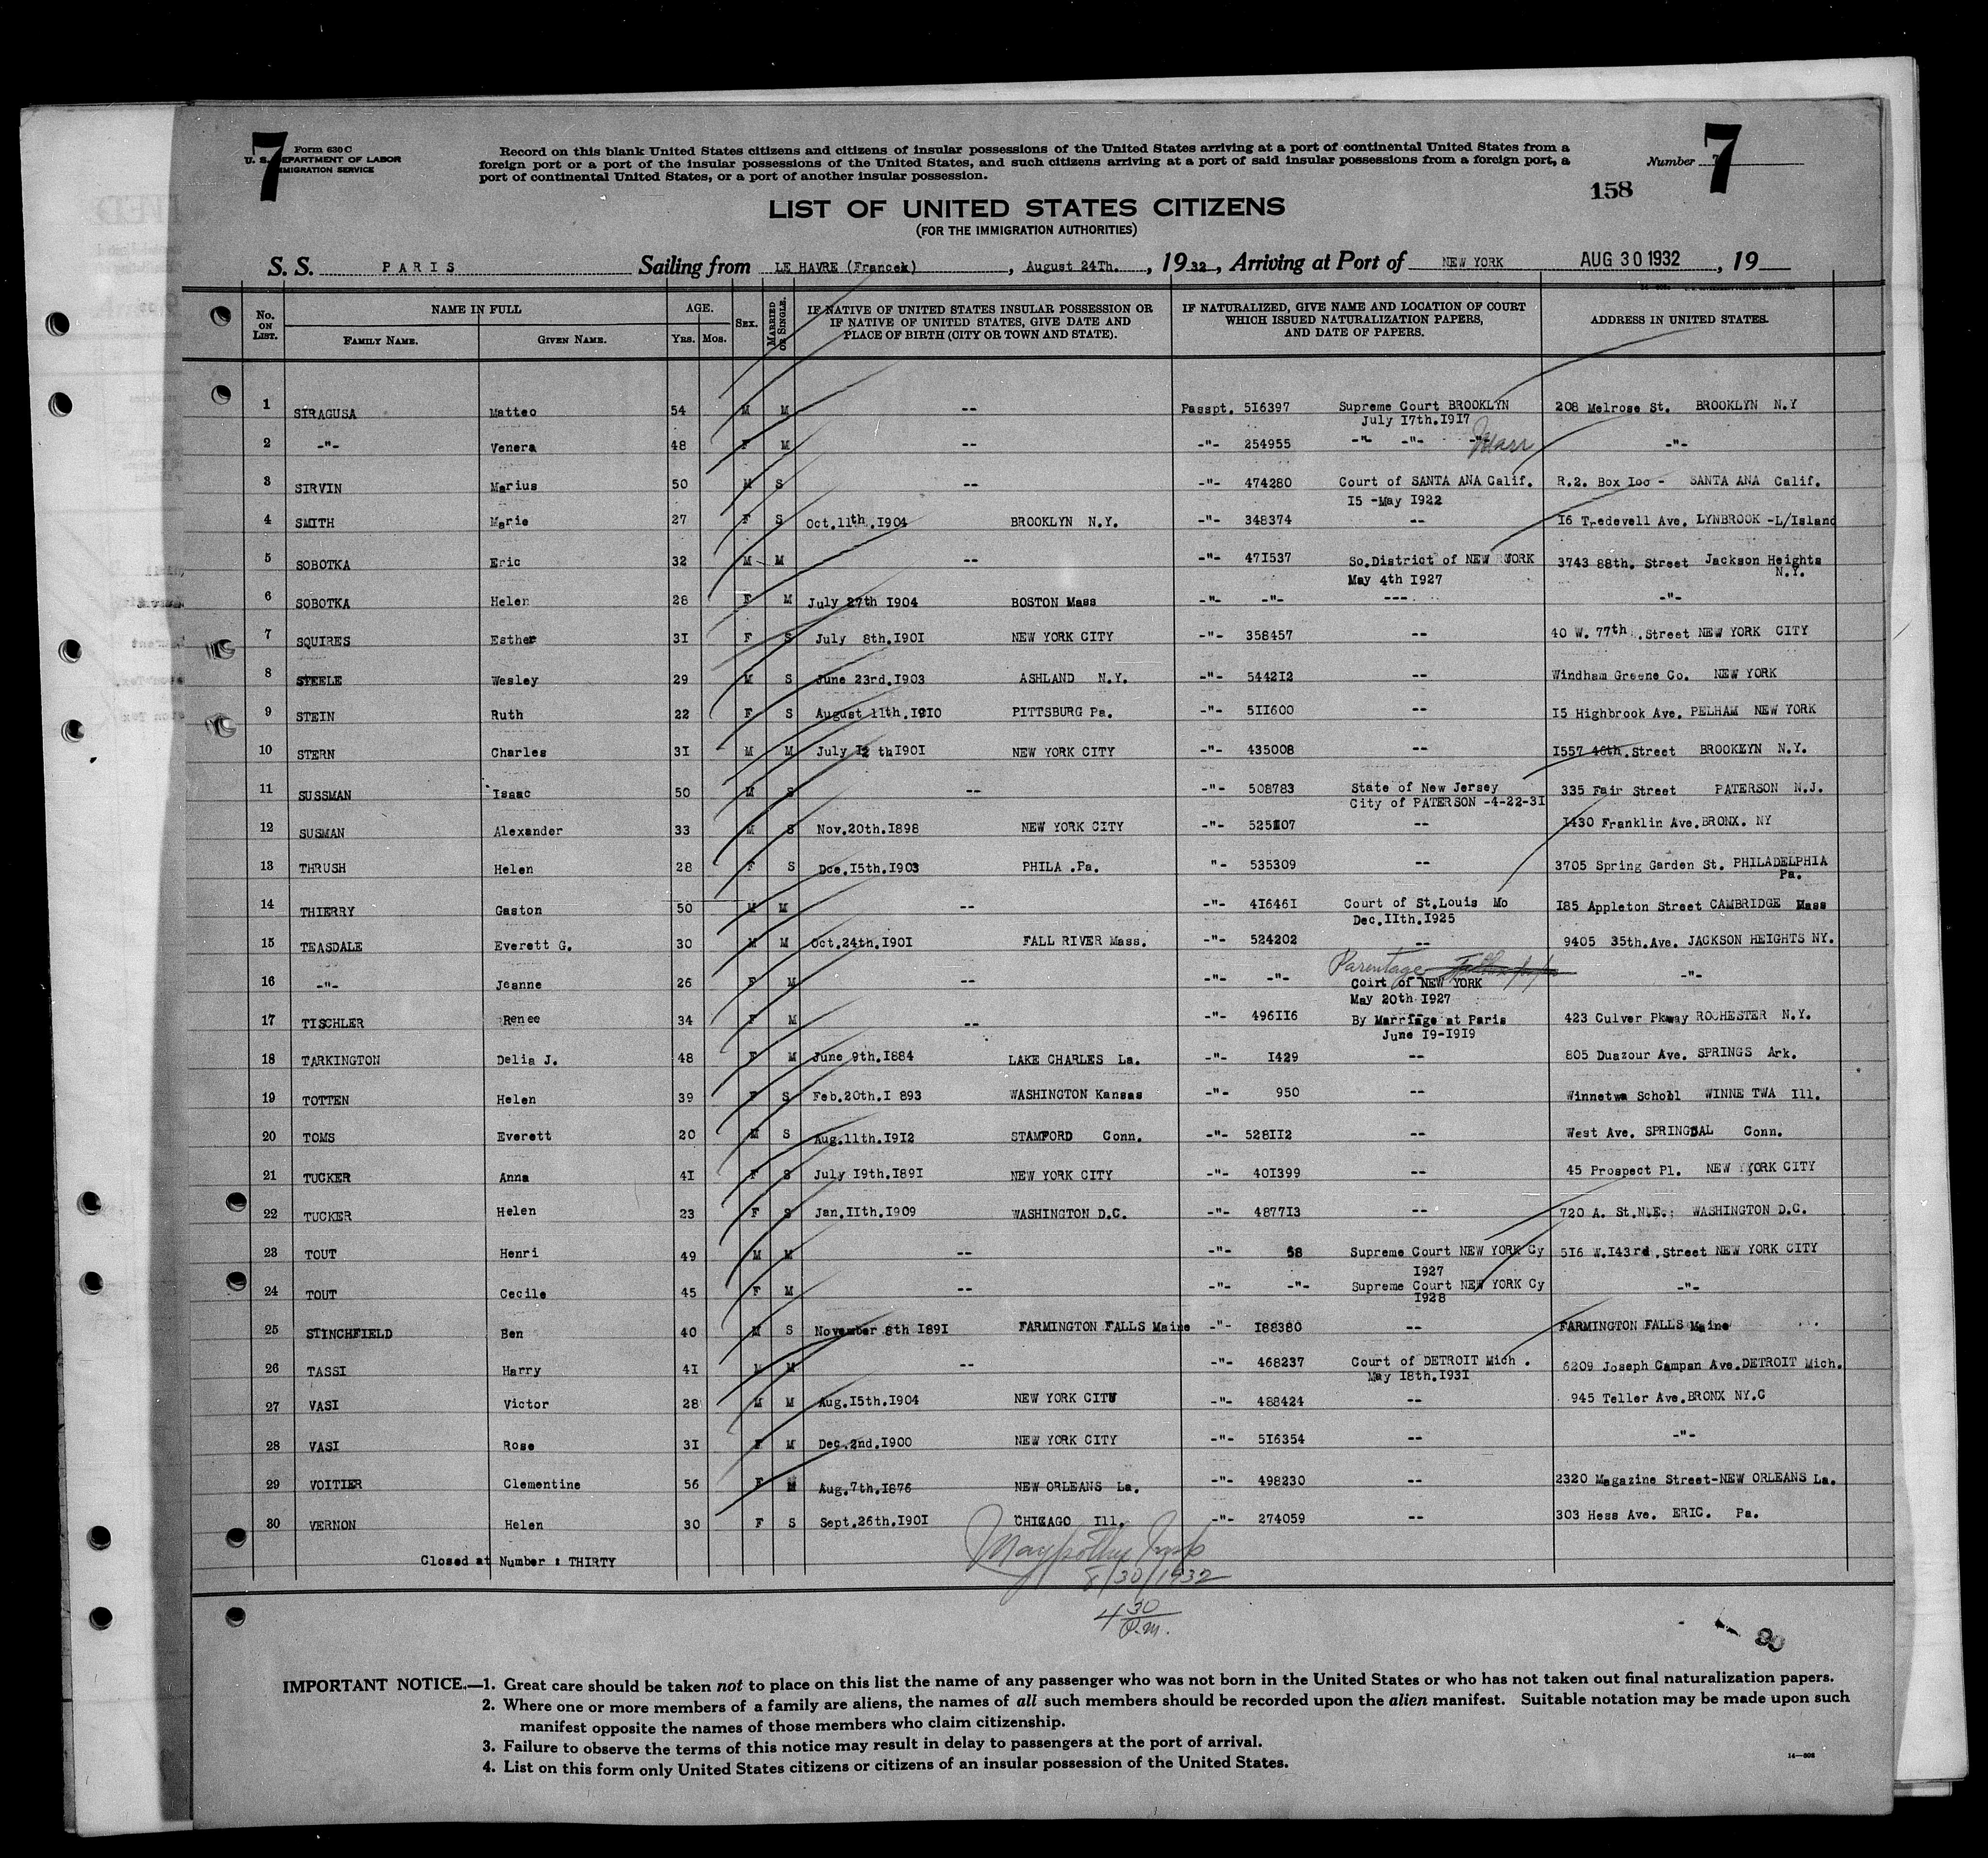 7 Form 630 C
U. S. DEPARTMENT OF LABOR
IMMIGRATION SERVICE
Record on this blank United States citizens and citizens of insular possessions of the United States arriving at a port of continental United States from a
foreign port or a port of the insular possessions of the United States, and such citizens arriving at a port of said insular possessions from a foreign port, a
port of continental United States, or a port of another insular possession.
Number 7
158
LIST OF UNITED STATES CITIZENS
(FOR THE IMMIGRATION AUTHORITIES)
S. S. PARIS Sailing from LE HAVRE (Francek) , August 24Th. , 1932 , Arriving at Port of NEW YORK AUG 30 1932 , 19
No. ON LIST. NAME IN FULL FAMILY NAME. GIVEN NAME. AGE. YRS. MOS. SEX. MARRIED OR SINGLE. IF NATIVE OF UNITED STATES INSULAR POSSESSION OR IF NATIVE OF UNITED STATES, GIVE DATE AND PLACE OF BIRTH (CITY OR TOWN AND STATE). IF NATURALIZED, GIVE NAME AND LOCATION OF COURT WHICH ISSUED NATURALIZATION PAPERS, AND DATE OF PAPERS. ADDRESS IN UNITED STATES.
1 SIRAGUSA Matteo 54 M M -- Passpt. 516397 Supreme Court BROOKLYN 208 Melrose St. BROOKLYN N.Y
July 17th.1917
2 -"- Venera 48 F M -- -"- 254955 -"- -"- -"- Marr -"-
3 SIRVIN Marius 50 M S -- -"- 474280 Court of SANTA ANA Calif. R.2. Box Ioo - SANTA ANA Calif.
15 -May 1922
4 SMITH Marie 27 F S Oct.11th.1904 BROOKLYN N.Y. -"- 348374 -- 16 Tredevell Ave. LYNBROOK -L/Island
5 SOBOTKA Eric 32 M M -- -"- 471537 So.District of NEW YORK 3743 88th. Street Jackson Heights
May 4th 1927 N.Y.
6 SOBOTKA Helen 28 F M July 27th 1904 BOSTON Mass -"- -"- --- -"-
7 SQUIRES Esther 31 F S July 8th.1901 NEW YORK CITY -"- 358457 -- 40 W. 77th .Street NEW YORK CITY
8 STEELE Wesley 29 M S June 23rd.1903 ASHLAND N.Y. -"- 544212 -- Windham Greene Co. NEW YORK
9 STEIN Ruth 22 F S August 11th.1910 PITTSBURG Pa. -"- 511600 -- 15 Highbrook Ave. PELHAM NEW YORK
10 STERN Charles 31 M M July 12 th1901 NEW YORK CITY -"- 435008 -- 1557 46th.Street BROOKEYN N.Y.
11 SUSSMAN Isaac 50 M S -- -"- 508783 State of New Jersey 335 Fair Street PATERSON N.J.
City of PATERSON -4-22-31
12 SUSMAN Alexander 33 M S Nov.20th.1898 NEW YORK CITY -"- 525107 -- 1430 Franklin Ave.BRONX. NY
13 THRUSH Helen 28 F S Dce.15th.1903 PHILA .Pa. "- 535309 -- 3705 Spring Garden St. PHILADELPHIA
Pa.
14 THIERRY Gaston 50 M M -- -"- 416461 Court of St.Louis Mo 185 Appleton Street CAMBRIDGE Mass
Dec.11th.1925
15 TEASDALE Everett G. 30 M M Oct.24th.1901 FALL RIVER Mass. -"- 524202 -- 9405 35th.Ave. JACKSON HEIGHTS NY.
Parentage
16 -"- Jeanne 26 F M -- -"- -"- Coirt of NEW YORK -"-
May 20th 1927
17 TISCHLER Renee 34 F M -- -"- 496116 By Marriage at Paris 423 Culver Pkway ROCHESTER N.Y.
June 19-1919
18 TARKINGTON Delia J. 48 F M June 9th.1884 LAKE CHARLES La. -"- 1429 -- 805 Duazour Ave. SPRINGS Ark.
19 TOTTEN Helen 39 F S Feb.20th.1 893 WASHINGTON Kansas -"- 950 -- Winnetwa School WINNE TWA Ill.
20 TOMS Everett 20 M S Aug.11th.1912 STAMFORD Conn. -"- 528112 -- West Ave. SPRINGDAL Conn.
21 TUCKER Anna 41 F S July 19th.1891 NEW YORK CITY -"- 401399 -- 45 Prospect Pl. NEW YORK CITY
22 TUCKER Helen 23 F S Jan.11th.1909 WASHINGTON D.C. -"- 487713 -- 720 A. St.N.E.; WASHINGTON D.C.
23 TOUT Henri 49 M M -- -"- 58 Supreme Court NEW YORK Cy 516 W.143rd .Street NEW YORK CITY
1927
24 TOUT Cecile 45 F M -- -"- -"- Supreme Court NEW YORK Cy -"-
1928
25 STINCHFIELD Ben 40 M S November 8th 1891 FARMINGTON FALLS Maine -"- 188380 -- FARMINGTON FALLS Maine
26 TASSI Harry 41 M M -- -"- 468237 Court of DETROIT Mich . 6209 Joseph Campan Ave.DETROIT Mich.
May 18th.1931
27 VASI Victor 28 M M Aug.15th.1904 NEW YORK CITY -"- 488424 -- 945 Teller Ave.BRONX NY.C
28 VASI Rose 31 F M Dec.2nd.1900 NEW YORK CITY -"- 516354 -- -"-
29 VOITIER Clementine 56 F M Aug.7th.1876 NEW ORLEANS La. -"- 498230 -- 2320 Magazine Street-NEW ORLEANS La.
30 VERNON Helen 30 F S Sept.26th.1901 CHICAGO Ill. -"- 274059 -- 303 Hess Ave. ERIC. Pa.
Closed at Number : THIRTY
8/30/1932
4 30
P.m.
IMPORTANT NOTICE.—1. Great care should be taken not to place on this list the name of any passenger who was not born in the United States or who has not taken out final naturalization papers.
2. Where one or more members of a family are aliens, the names of all such members should be recorded upon the alien manifest. Suitable notation may be made upon such
manifest opposite the names of those members who claim citizenship.
3. Failure to observe the terms of this notice may result in delay to passengers at the port of arrival.
4. List on this form only United States citizens or citizens of an insular possession of the United States.